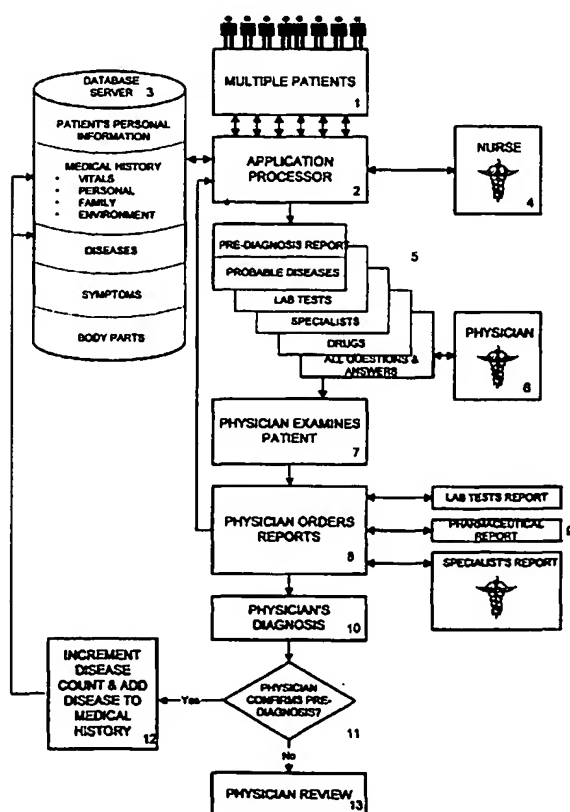 MULTIPLE PATIENTS
1
DATABASE
SERVER 3
PATIENT'S PERSONAL
INFORMATION
MEDICAL HISTORY
• VITALS
• PERSONAL
• FAMILY
• ENVIRONMENT
DISEASES
SYMPTOMS
BODY PARTS
APPLICATION
PROCESSOR
2
NURSE
4
PRE-DIAGNOSIS REPORT
PROBABLE DISEASES
LAB TESTS
SPECIALISTS
DRUGS
ALL QUESTIONS &
ANSWERS
5
PHYSICIAN
6
PHYSICIAN EXAMINES
PATIENT
7
PHYSICIAN ORDERS
REPORTS
8
LAB TESTS REPORT
PHARMACEUTICAL
REPORT
9
SPECIALIST'S REPORT
PHYSICIAN'S
DIAGNOSIS
10
PHYSICIAN
CONFIRMS PRE-
DIAGNOSIS?
11
Yes
INCREMENT
DISEASE
COUNT & ADD
DISEASE TO
MEDICAL
HISTORY
12
No
PHYSICIAN REVIEW
13